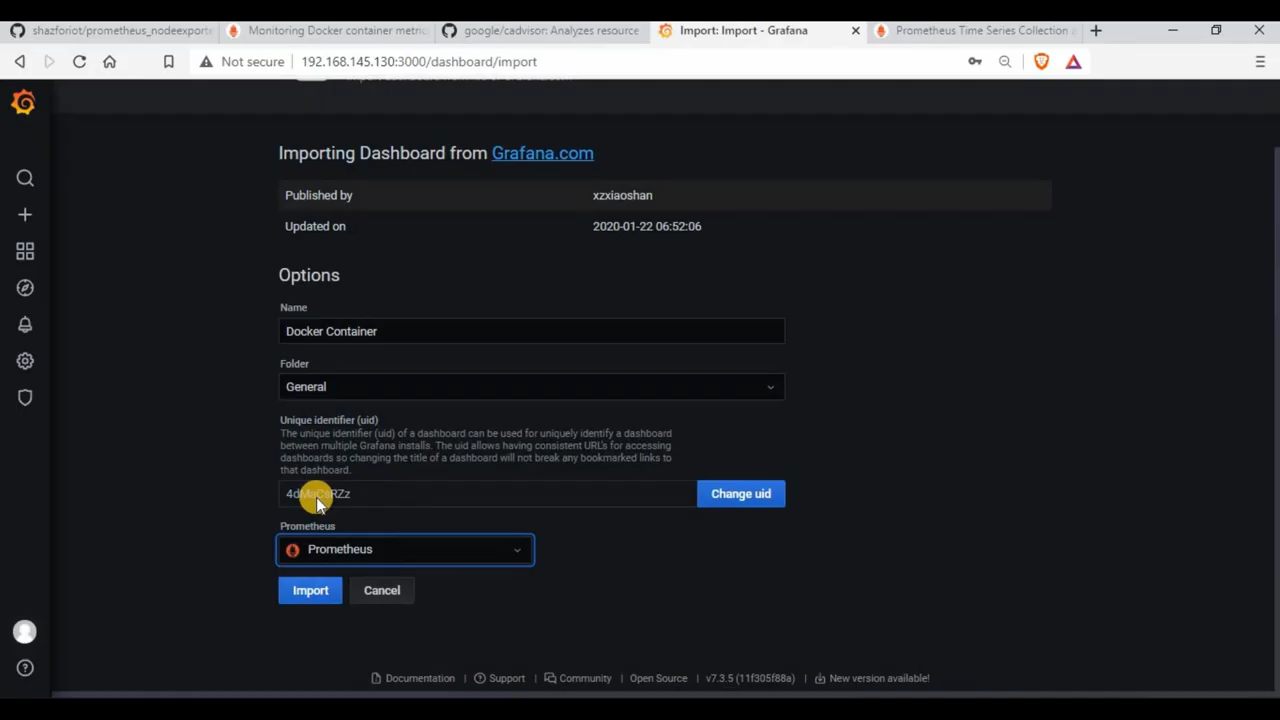 shazforiot/prometheus_nodeexporte
Monitoring Docker container metric
google/cadvisor: Analyzes resource
Import: Import - Grafana
Prometheus Time Series Collection a
Not secure
192.168.145.130:3000/dashboard/import
Importing Dashboard from Grafana.com
Published by
xzxiaoshan
Updated on
2020-01-22 06:52:06
Options
Name
Docker Container
Folder
General
Unique identifier (uid)
The unique identifier (uid) of a dashboard can be used for uniquely identify a dashboard
between multiple Grafana installs. The uid allows having consistent URL's for accessing
dashboards so changing the title of a dashboard will not break any bookmarked links to
that dashboard.
4dMaCsRZz
Change uid
Prometheus
Prometheus
Import
Cancel
Documentation | Support | Community | Open Source | v7.3.5 (11f305f88a) | New version available!